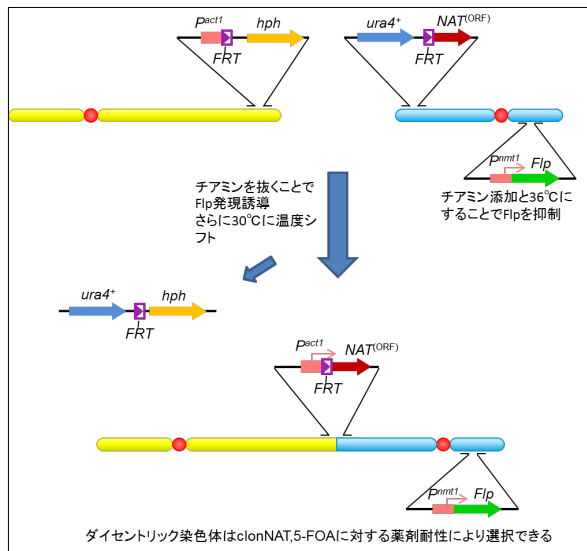 Pact1
hph
FRT
ura4+
NAT(ORF)
FRT
Pnmt1
Flp
チアミン添加と36℃に
することでFlpを抑制
チアミンを抜くことで
Flp発現誘導
さらに30℃に温度シ
フト
ura4+
hph
FRT
Pact1
NAT(ORF)
FRT
Pnmt1
Flp
ダイセントリック染色体はclonNAT,5-FOAに対する薬剤耐性により選択できる